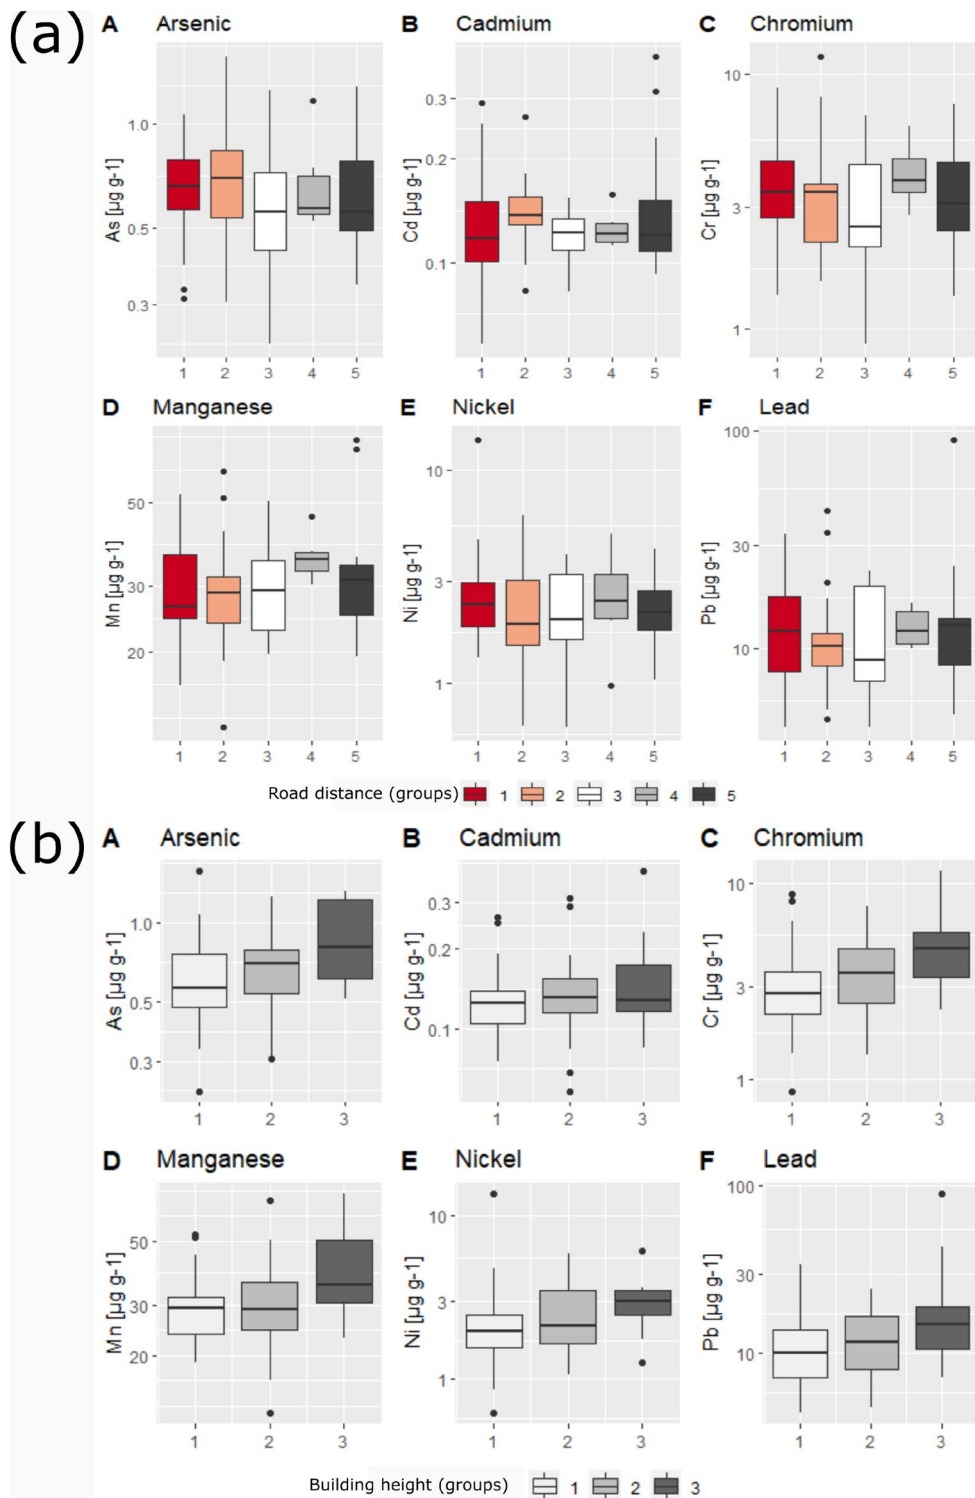 (a)
A Arsenic B Cadmium C Chromium
As [µg g-1] 1.0 0.5 0.3
1 2 3 4 5
Cd [µg g-1] 0.3 0.2 0.1
1 2 3 4 5
Cr [µg g-1] 10 3 1
1 2 3 4 5
D Manganese E Nickel F Lead
Mn [µg g-1] 50 30 20
1 2 3 4 5
Ni [µg g-1] 10 3 1
1 2 3 4 5
Pb [µg g-1] 100 30 10
1 2 3 4 5
Road distance (groups) 1 2 3 4 5
(b)
A Arsenic B Cadmium C Chromium
As [µg g-1] 1.0 0.5 0.3
1 2 3
Cd [µg g-1] 0.3 0.2 0.1
1 2 3
Cr [µg g-1] 10 3 1
1 2 3
D Manganese E Nickel F Lead
Mn [µg g-1] 50 30 20
1 2 3
Ni [µg g-1] 10 3 1
1 2 3
Pb [µg g-1] 100 30 10
1 2 3
Building height (groups) 1 2 3